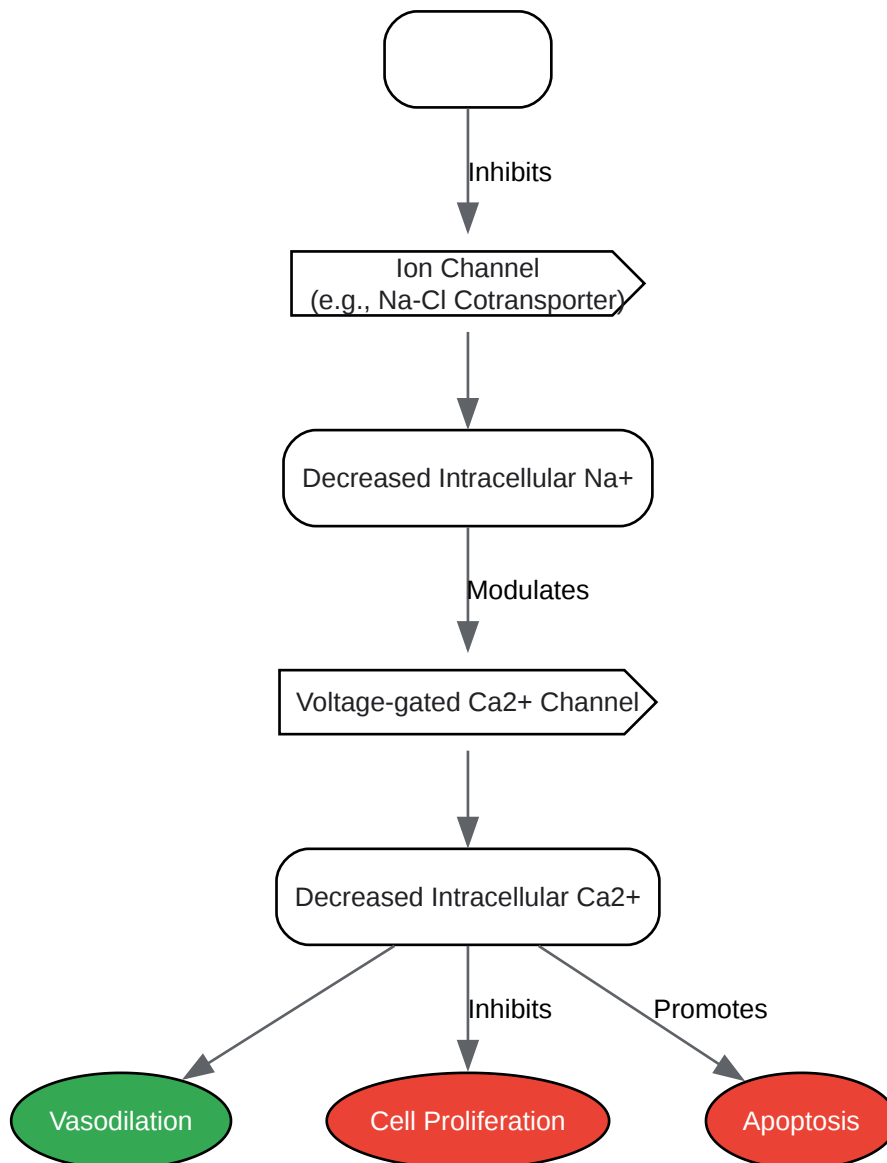 Inhibits
Ion Channel
(e.g., Na-Cl Cotransporter)
Decreased Intracellular Na+
Modulates
Voltage-gated Ca2+ Channel
Decreased Intracellular Ca2+
Inhibits
Promotes
Vasodilation
Cell Proliferation
Apoptosis